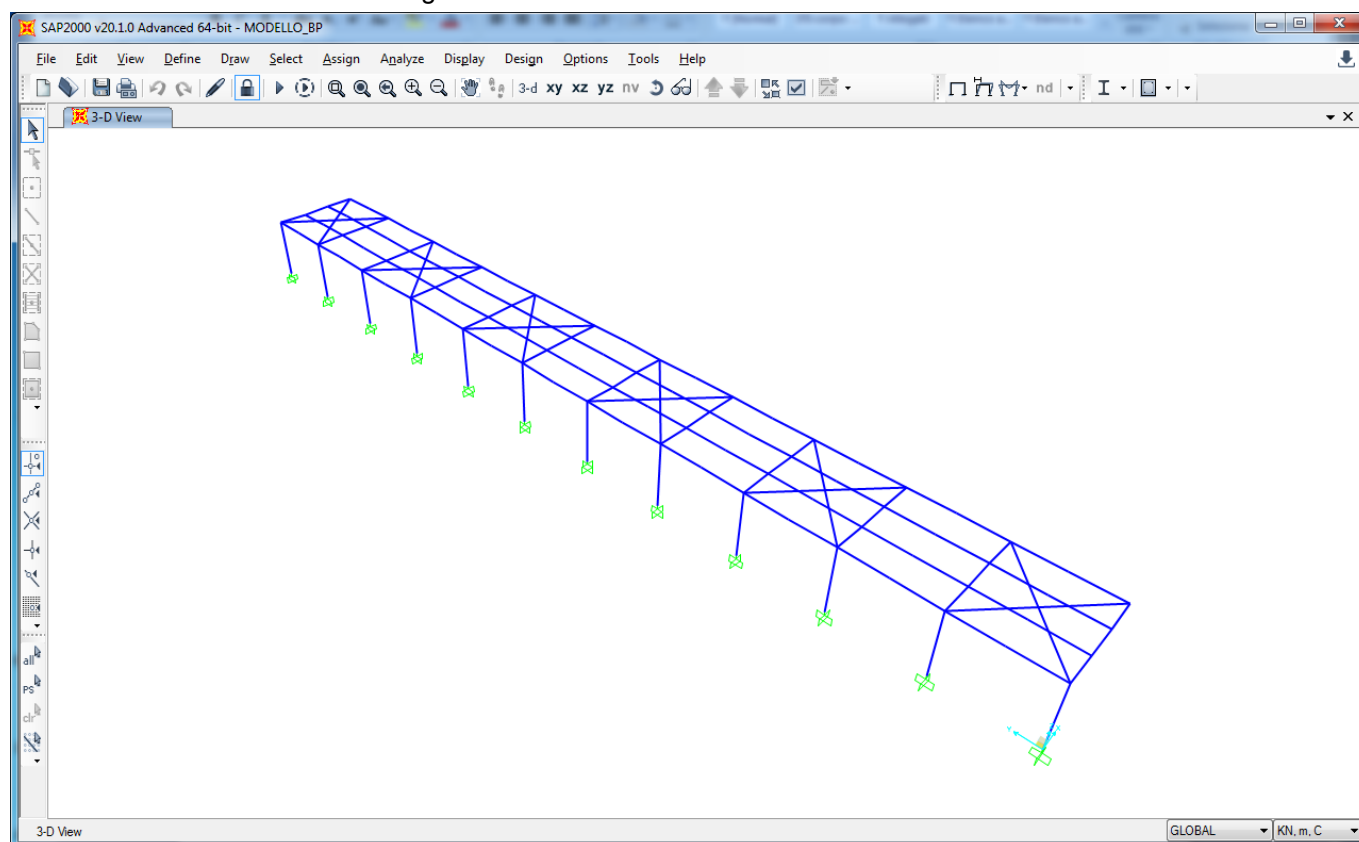 SAP2000 v20.1.0 Advanced 64-bit - MODELLO_BP
File Edit View Define Draw Select Assign Analyze Display Design Options Tools Help
3-d xy xz yz nv nd
3-D View
all
PS
clr
Y X
3-D View GLOBAL KN, m, C